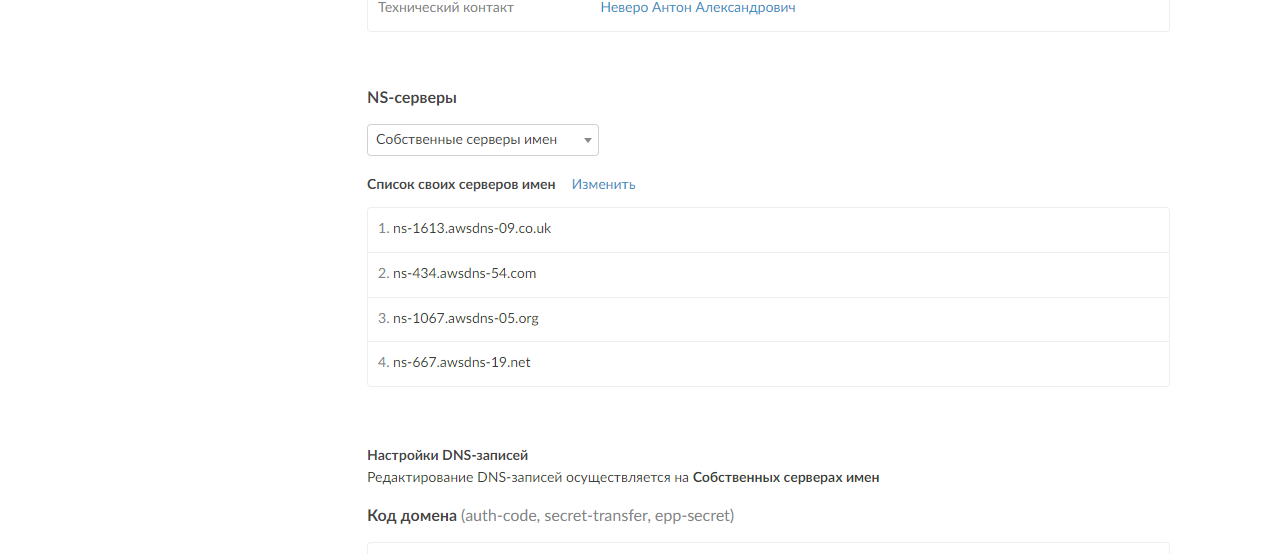 Технический контакт Неверо Антон Александрович
NS-серверы
Собственные серверы имен
Список своих серверов имен Изменить
1. ns-1613.awsdns-09.co.uk
2. ns-434.awsdns-54.com
3. ns-1067.awsdns-05.org
4. ns-667.awsdns-19.net
Настройки DNS-записей
Редактирование DNS-записей осуществляется на Собственных серверах имен
Код домена (auth-code, secret-transfer, epp-secret)